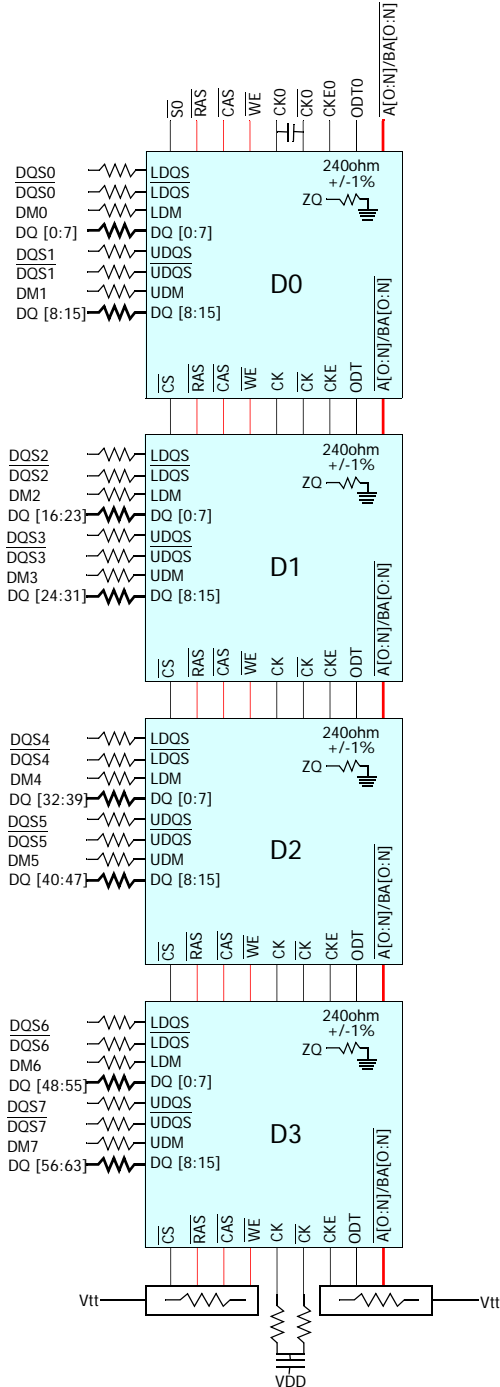 S0 RAS CAS WE CK0 CK0 CKE0 ODT0 A[O:N]/BA[O:N]
DQS0 LDQS
DQS0 LDQS
DM0 LDM
DQ [0:7] DQ [0:7]
DQS1 UDQS
DQS1 UDQS
DM1 UDM
DQ [8:15] DQ [8:15]
240ohm
+/-1%
ZQ
D0
CS RAS CAS WE CK CK CKE ODT A[O:N]/BA[O:N]
DQS2 LDQS
DQS2 LDQS
DM2 LDM
DQ [16:23] DQ [0:7]
DQS3 UDQS
DQS3 UDQS
DM3 UDM
DQ [24:31] DQ [8:15]
240ohm
+/-1%
ZQ
D1
CS RAS CAS WE CK CK CKE ODT A[O:N]/BA[O:N]
DQS4 LDQS
DQS4 LDQS
DM4 LDM
DQ [32:39] DQ [0:7]
DQS5 UDQS
DQS5 UDQS
DM5 UDM
DQ [40:47] DQ [8:15]
240ohm
+/-1%
ZQ
D2
CS RAS CAS WE CK CK CKE ODT A[O:N]/BA[O:N]
DQS6 LDQS
DQS6 LDQS
DM6 LDM
DQ [48:55] DQ [0:7]
DQS7 UDQS
DQS7 UDQS
DM7 UDM
DQ [56:63] DQ [8:15]
240ohm
+/-1%
ZQ
D3
CS RAS CAS WE CK CK CKE ODT A[O:N]/BA[O:N]
Vtt Vtt
VDD